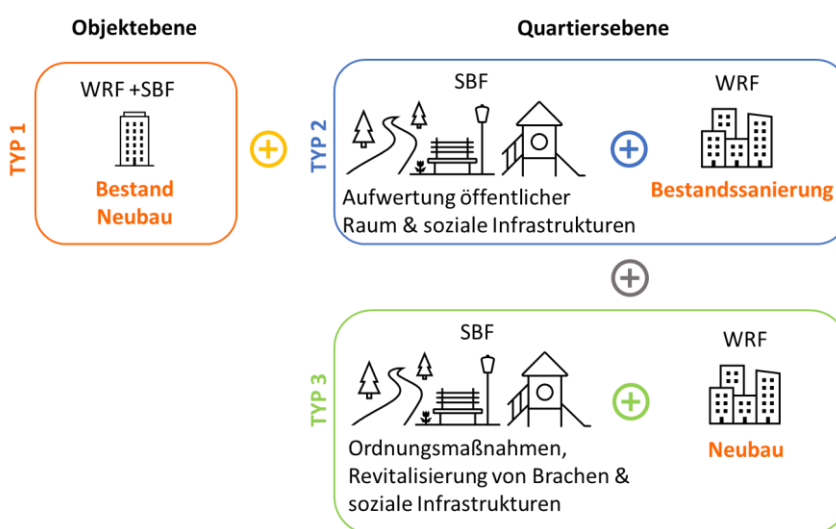 Objektebene
Quartiersebene
TYP 1
WRF +SBF
Bestand
Neubau
TYP 2
SBF
Aufwertung öffentlicher
Raum & soziale Infrastrukturen
WRF
Bestandssanierung
TYP 3
SBF
Ordnungsmaßnahmen,
Revitalisierung von Brachen &
soziale Infrastrukturen
WRF
Neubau